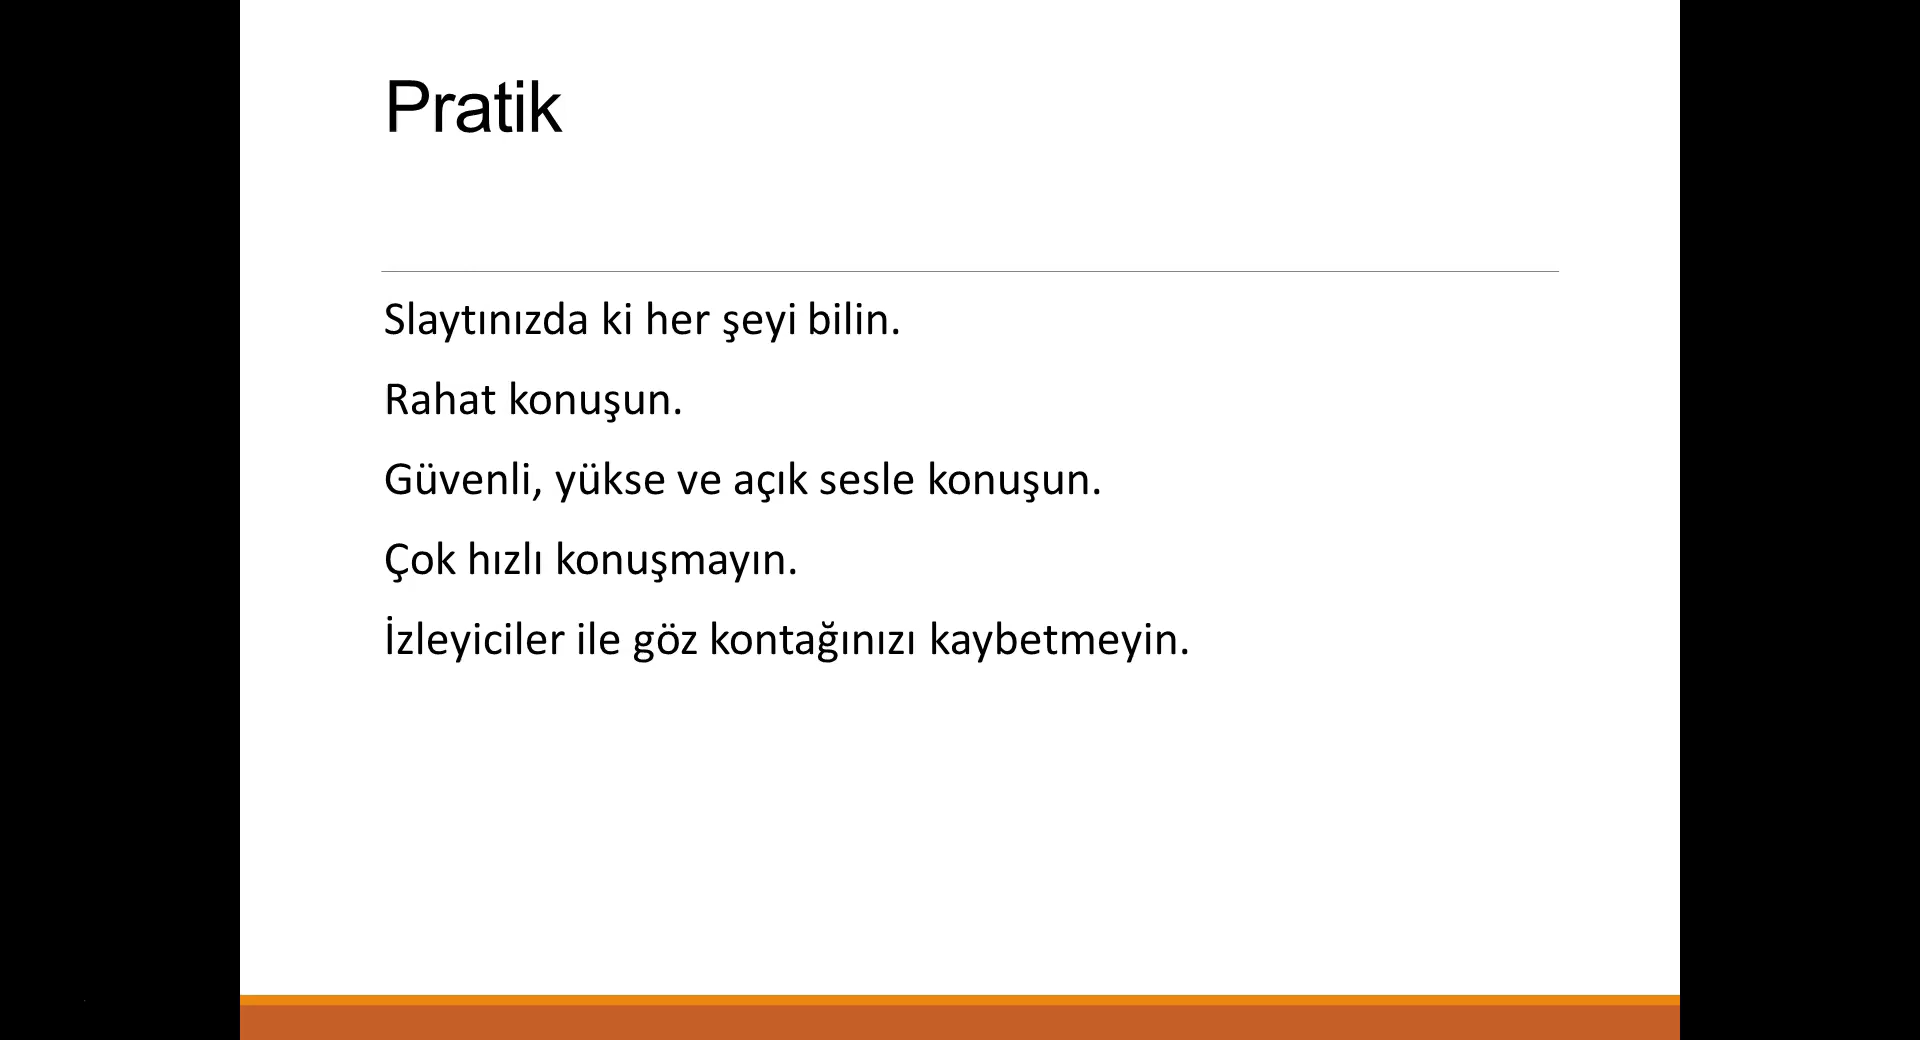 Pratik
Slaytınızda ki her şeyi bilin.
Rahat konuşun.
Güvenli, yükse ve açık sesle konuşun.
Çok hızlı konuşmayın.
İzleyiciler ile göz kontağınızı kaybetmeyin.